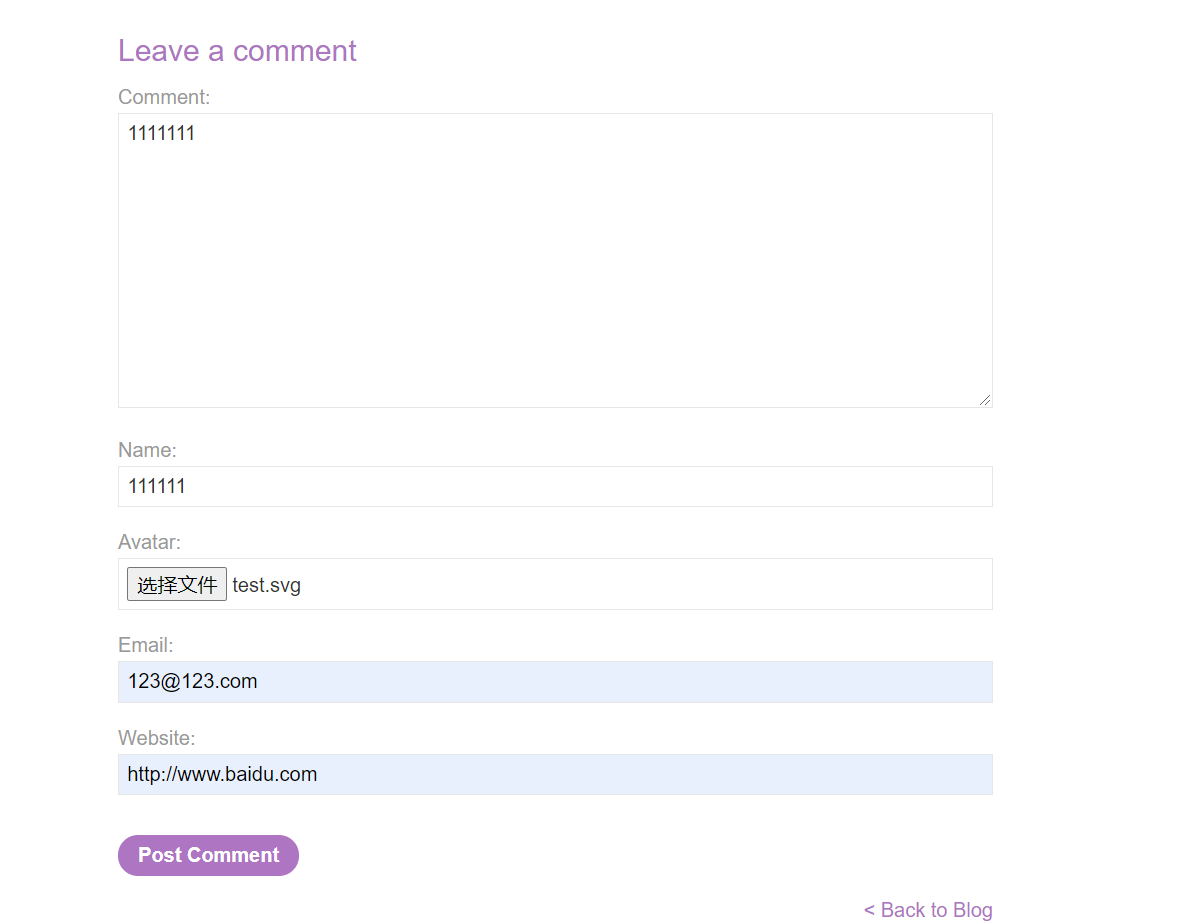 Leave a comment
Comment:
1111111
Name:
111111
Avatar:
选择文件 test.svg
Email:
123@123.com
Website:
http://www.baidu.com
Post Comment
< Back to Blog